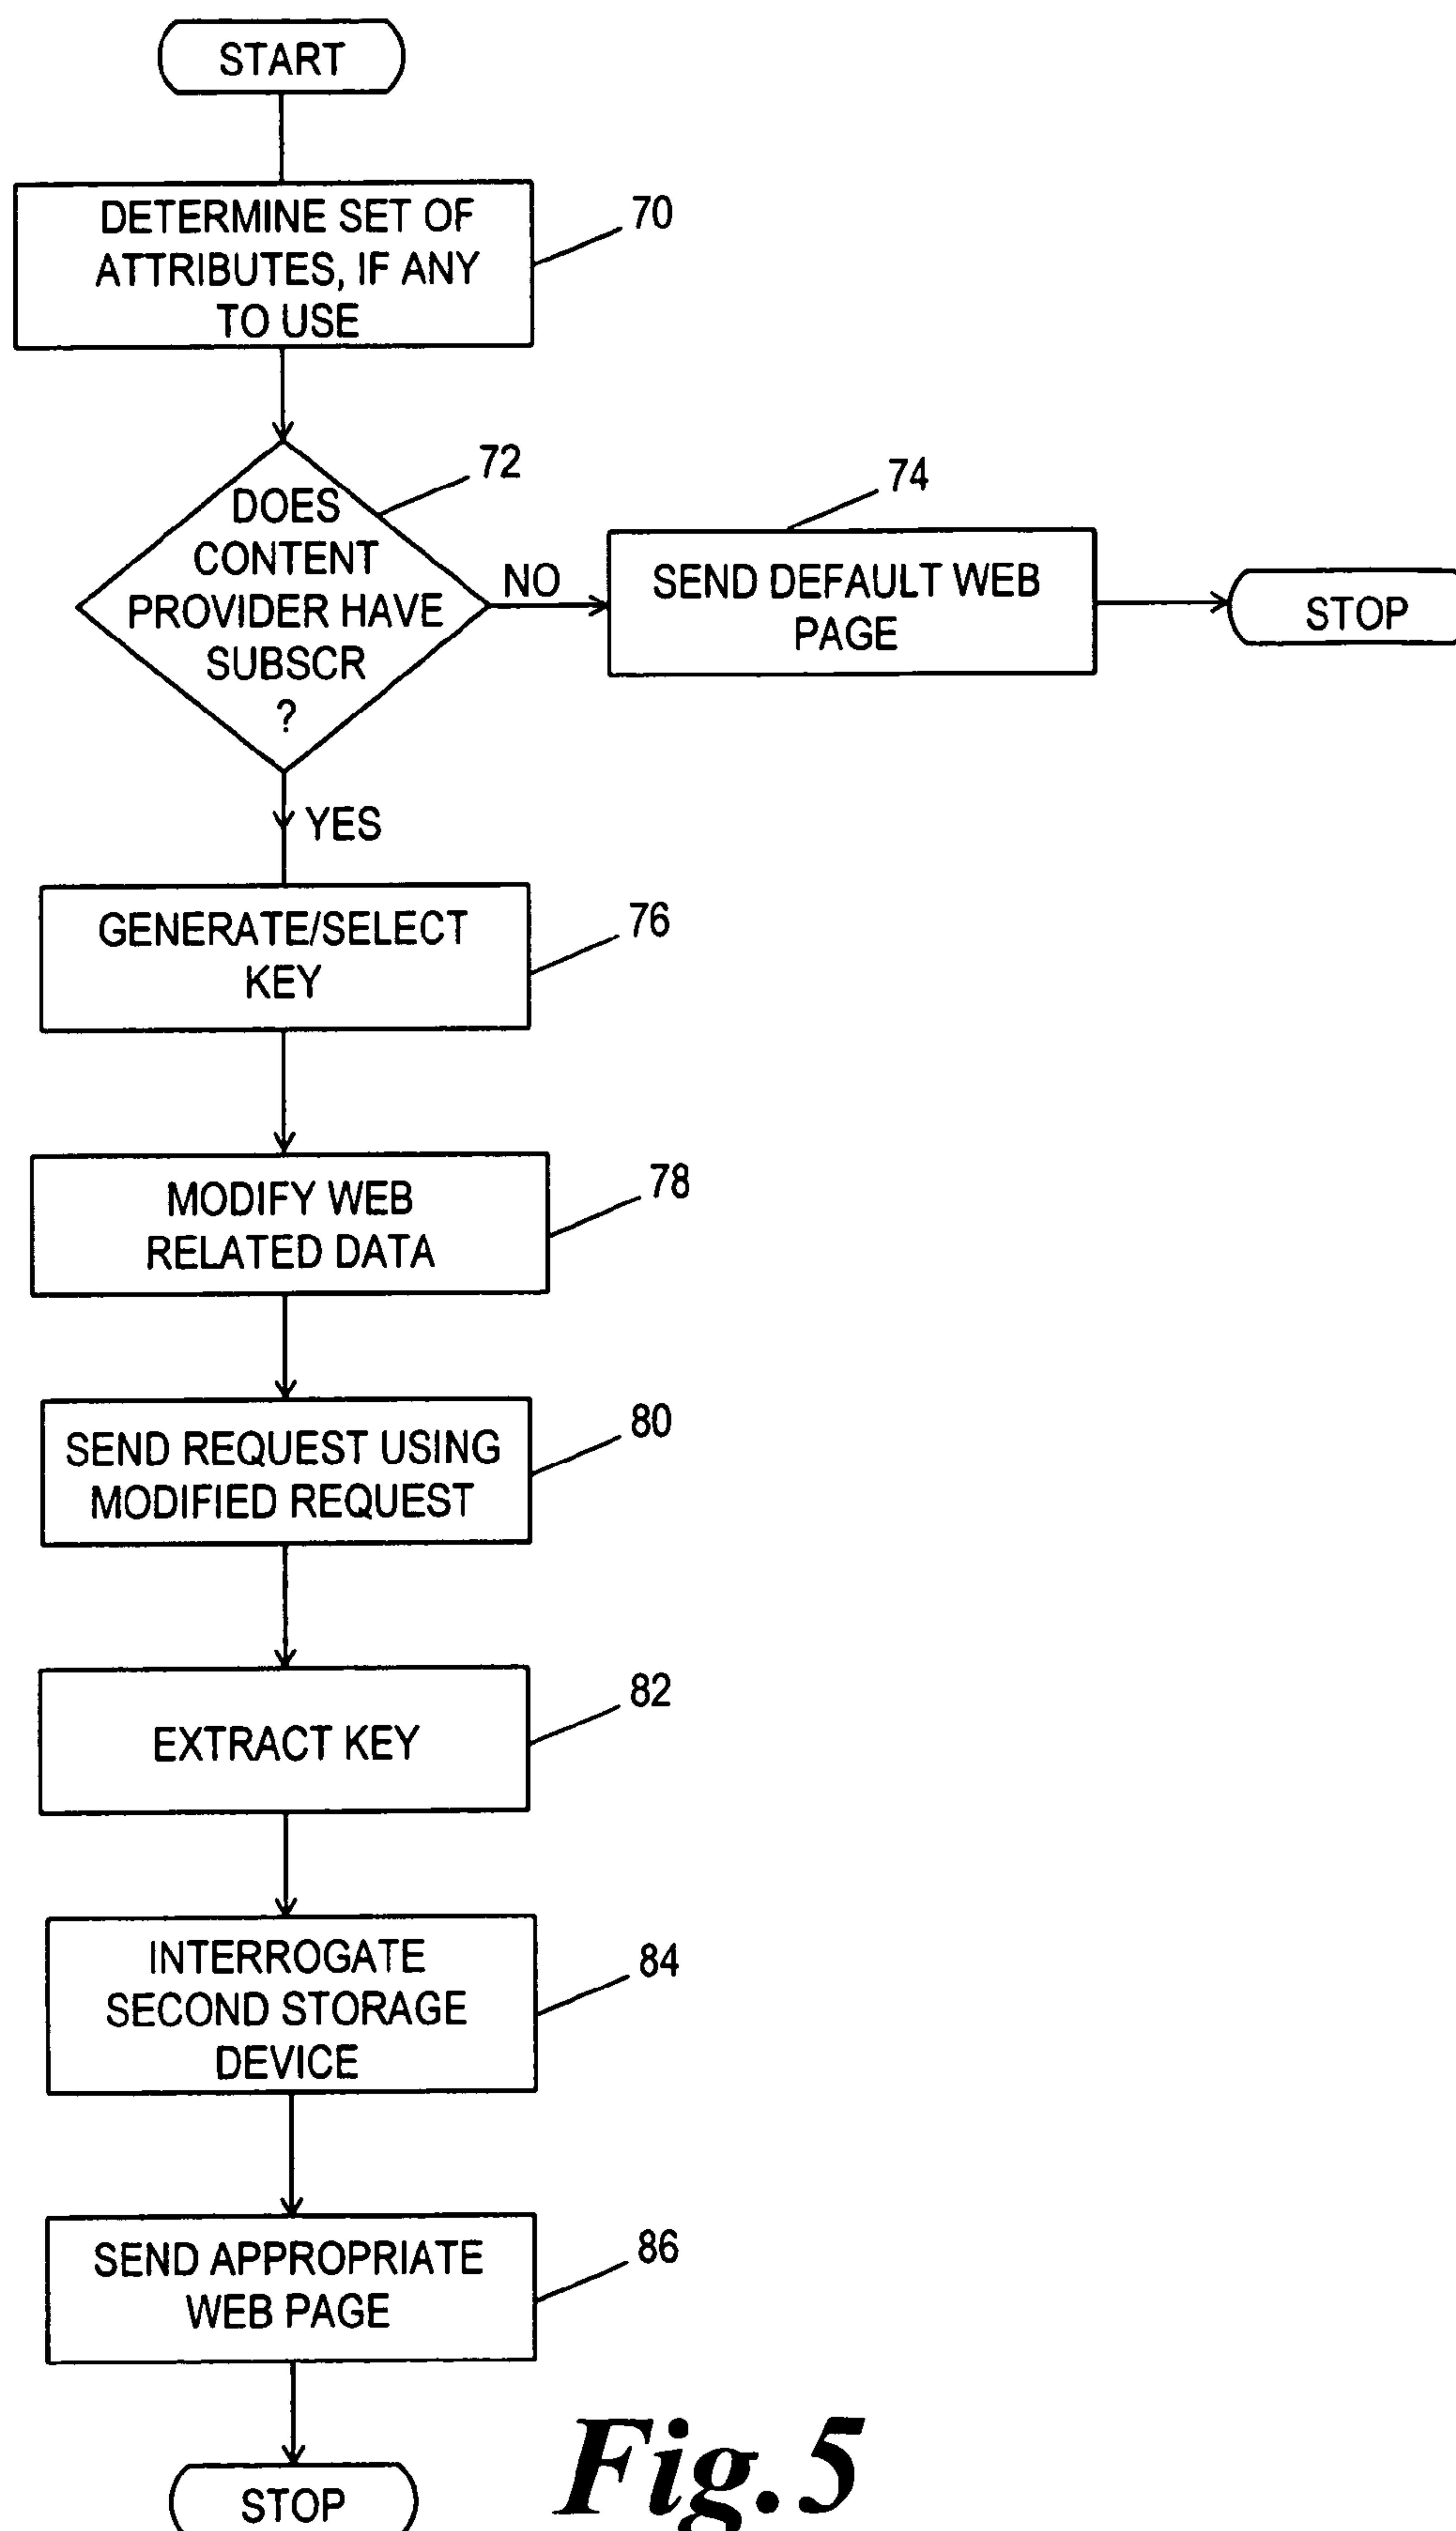 START
DETERMINE SET OF
ATTRIBUTES, IF ANY
TO USE
70
DOES
CONTENT
PROVIDER HAVE
SUBSCR
?
72
NO
74
SEND DEFAULT WEB
PAGE
STOP
YES
GENERATE/SELECT
KEY
76
MODIFY WEB
RELATED DATA
78
SEND REQUEST USING
MODIFIED REQUEST
80
EXTRACT KEY
82
INTERROGATE
SECOND STORAGE
DEVICE
84
SEND APPROPRIATE
WEB PAGE
86
STOP
Fig.5